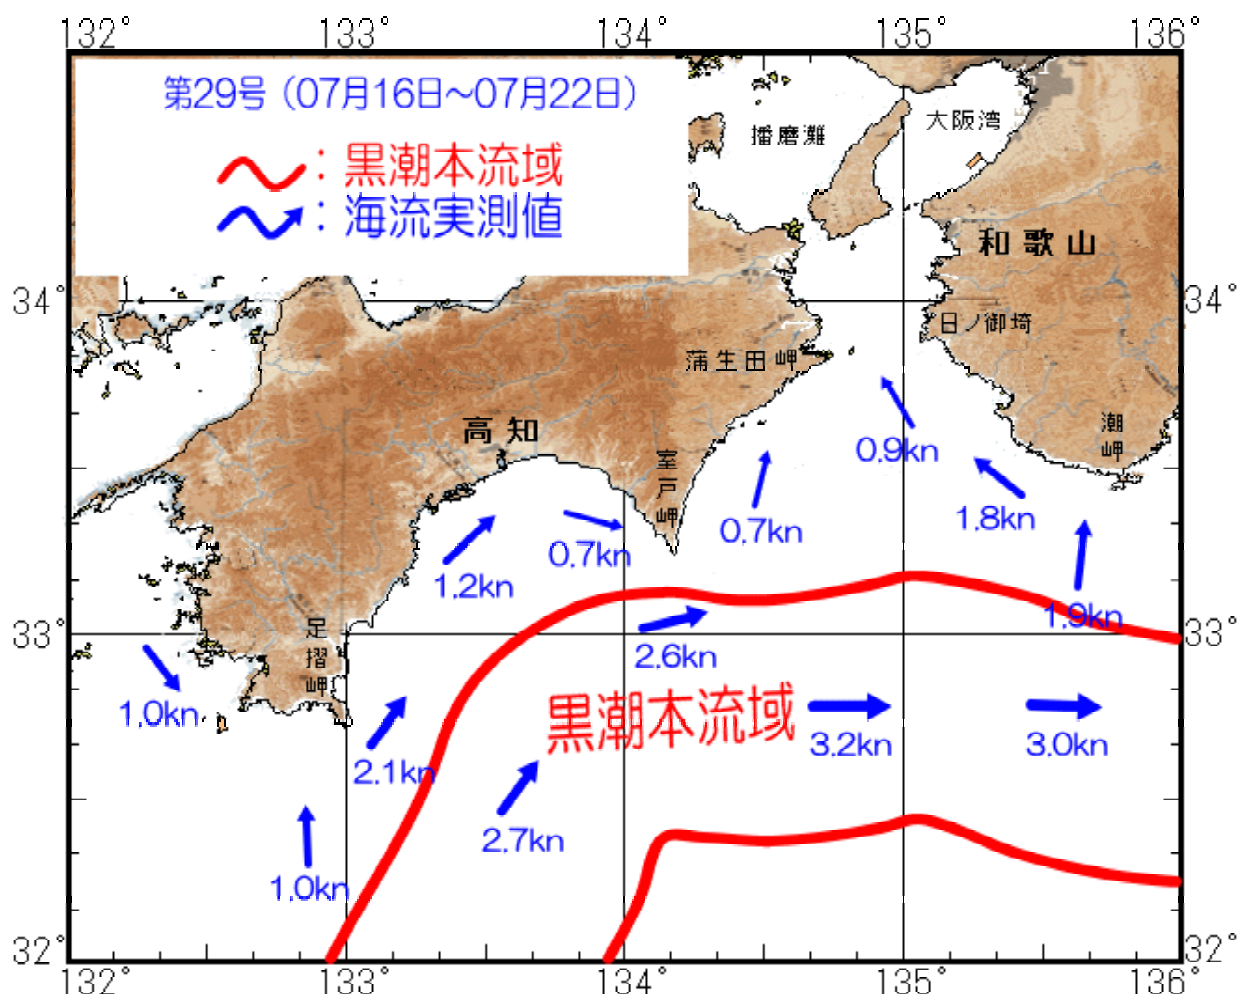 132° 133° 134° 135° 136°
第29号（07月16日～07月22日）
：黒潮本流域
：海流実測値
播磨灘
大阪湾
和歌山
34°
34°
日ノ御埼
蒲生田岬
高知
潮岬
室戸岬
0.9kn
1.8kn
0.7kn
0.7kn
1.2kn
1.9kn
33°
33°
足摺岬
2.6kn
1.0kn
黒潮本流域
3.2kn
3.0kn
2.1kn
2.7kn
1.0kn
32°
32°
132° 133° 134° 135° 136°